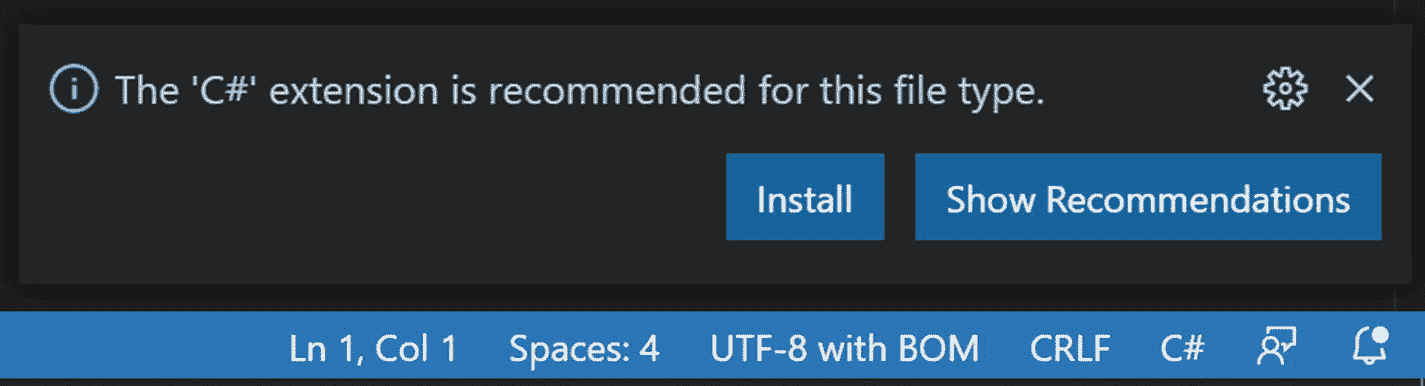 The 'C#' extension is recommended for this file type.
Install Show Recommendations
Ln 1, Col 1 Spaces: 4 UTF-8 with BOM CRLF C#